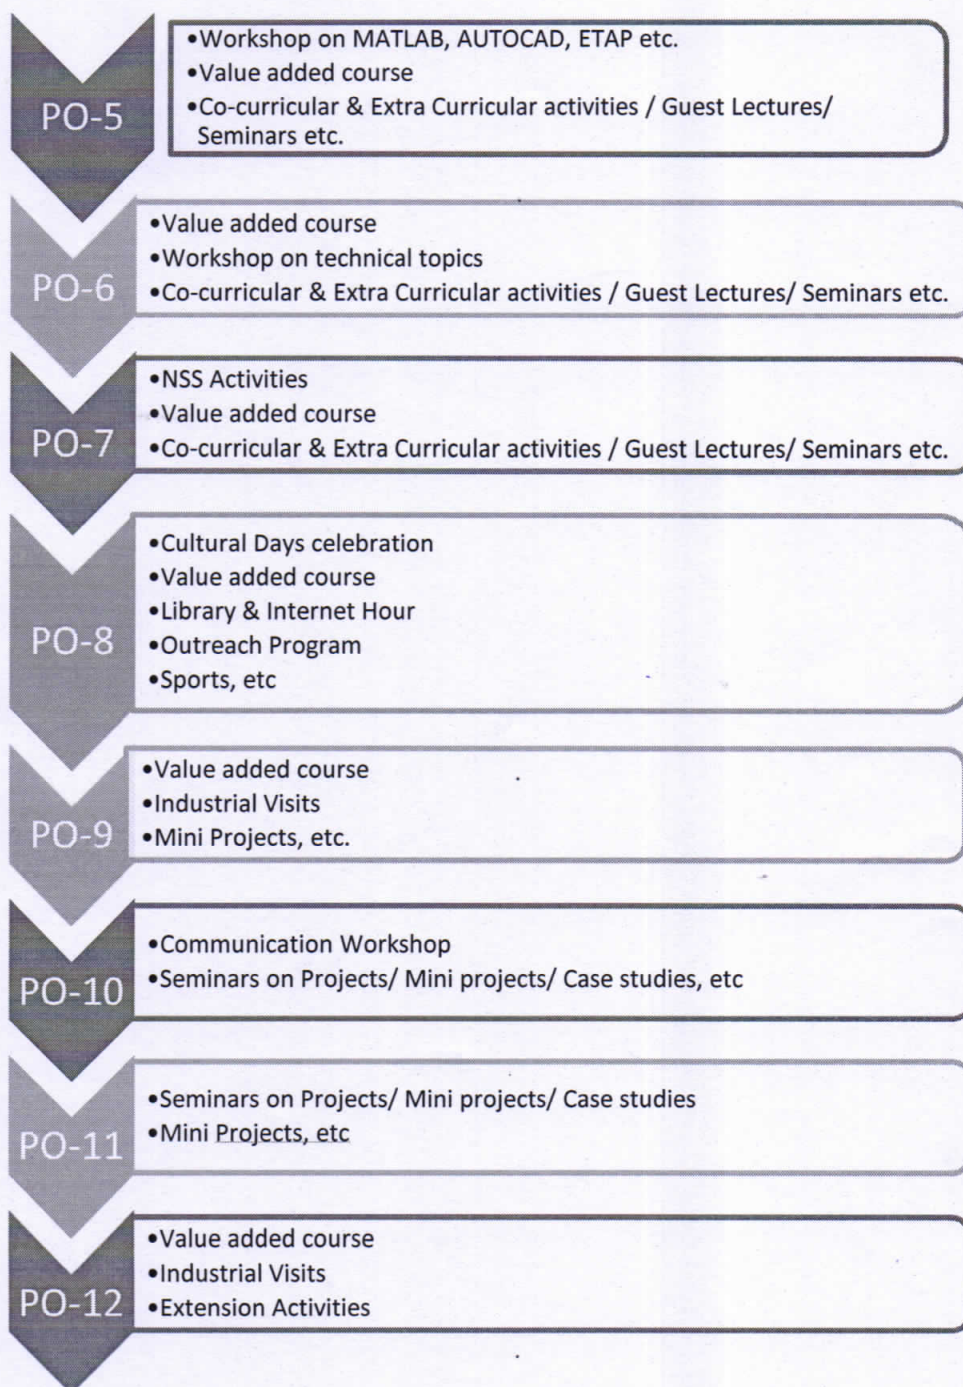 PO-5
•Workshop on MATLAB, AUTOCAD, ETAP etc.
•Value added course
•Co-curricular & Extra Curricular activities / Guest Lectures/
Seminars etc.
PO-6
•Value added course
•Workshop on technical topics
•Co-curricular & Extra Curricular activities / Guest Lectures/ Seminars etc.
PO-7
•NSS Activities
•Value added course
•Co-curricular & Extra Curricular activities / Guest Lectures/ Seminars etc.
PO-8
•Cultural Days celebration
•Value added course
•Library & Internet Hour
•Outreach Program
•Sports, etc
PO-9
•Value added course
•Industrial Visits
•Mini Projects, etc.
PO-10
•Communication Workshop
•Seminars on Projects/ Mini projects/ Case studies, etc
PO-11
•Seminars on Projects/ Mini projects/ Case studies
•Mini Projects, etc
PO-12
•Value added course
•Industrial Visits
•Extension Activities